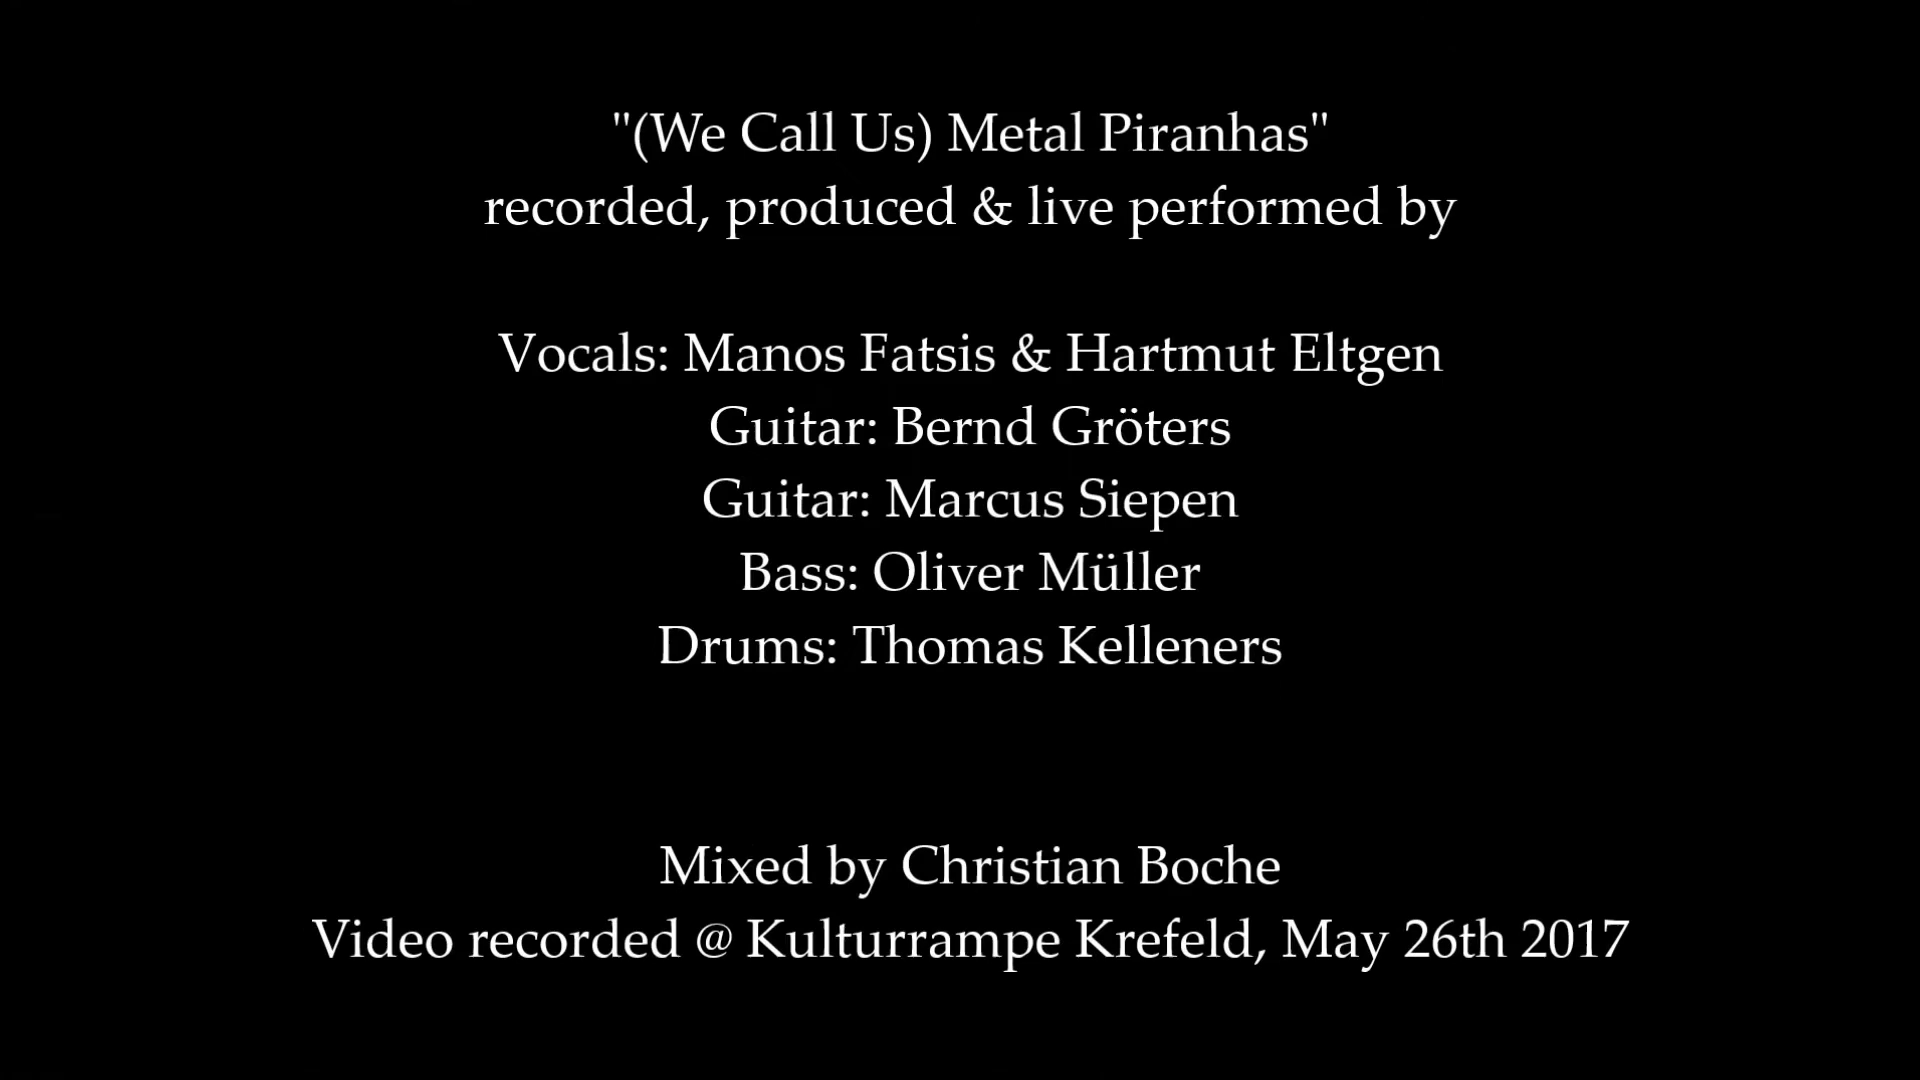 "(We Call Us) Metal Piranhas"
recorded, produced & live performed by
Vocals: Manos Fatsis & Hartmut Eltgen
Guitar: Bernd Gröters
Guitar: Marcus Siepen
Bass: Oliver Müller
Drums: Thomas Kelleners
Mixed by Christian Boche
Video recorded @ Kulturrampe Krefeld, May 26th 2017